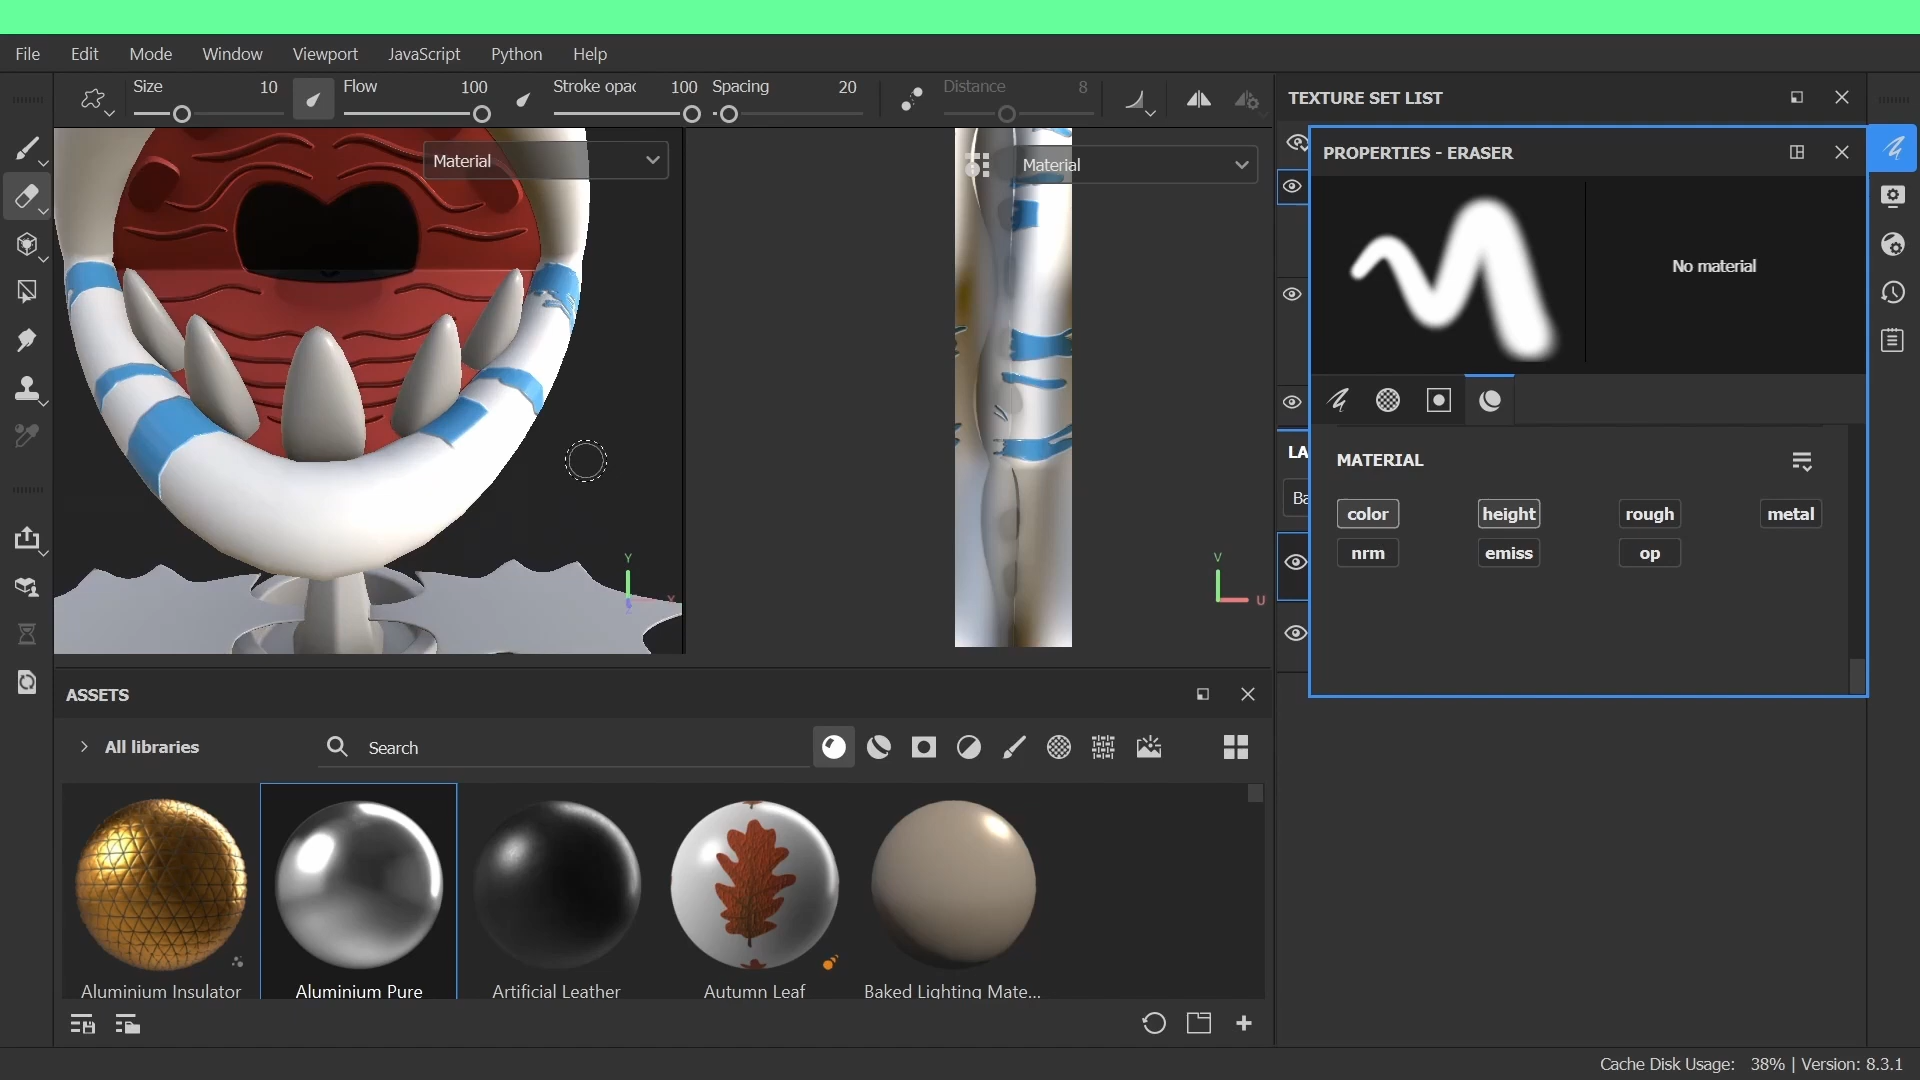 File Edit Mode Window Viewport JavaScript Python Help
Size 10 Flow 100 Stroke opac 100 Spacing 20 Distance 8
TEXTURE SET LIST
Material
Material
PROPERTIES - ERASER
No material
MATERIAL
color height rough metal
nrm emiss op
LA
Ba
Y
X
V
U
ASSETS
All libraries
Search
Aluminium Insulator Aluminium Pure Artificial Leather Autumn Leaf Baked Lighting Mate...
Cache Disk Usage: 38% | Version: 8.3.1